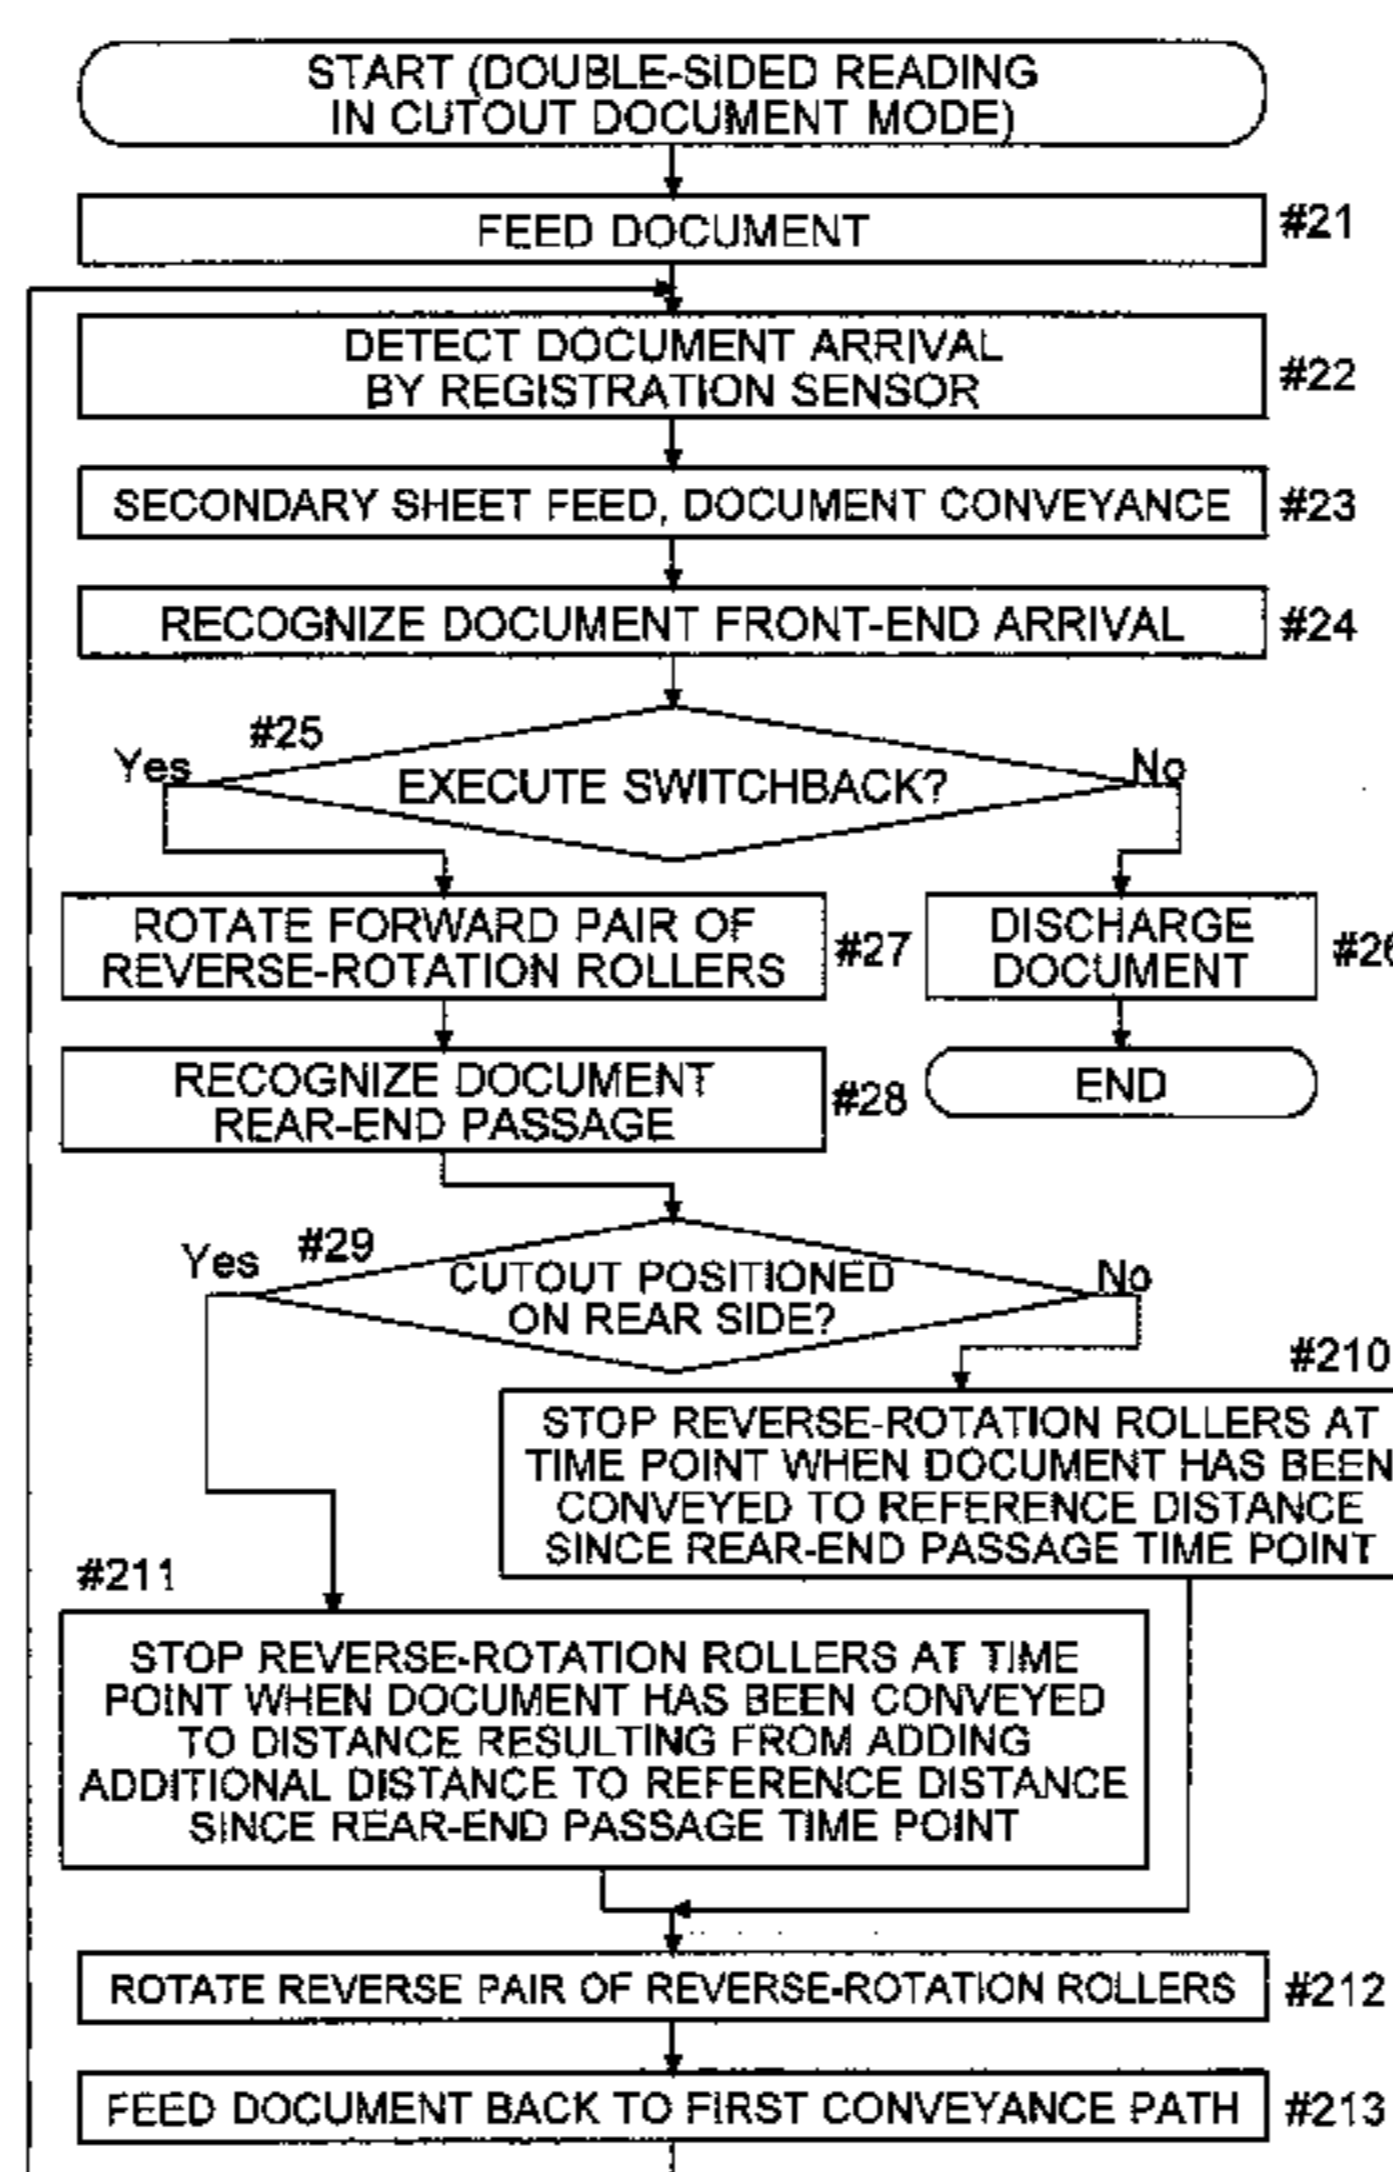 START (DOUBLE-SIDED READING
IN CUTOUT DOCUMENT MODE)
FEED DOCUMENT
#21
DETECT DOCUMENT ARRIVAL
BY REGISTRATION SENSOR
#22
SECONDARY SHEET FEED, DOCUMENT CONVEYANCE
#23
RECOGNIZE DOCUMENT FRONT-END ARRIVAL
#24
#25
Yes
EXECUTE SWITCHBACK?
No
ROTATE FORWARD PAIR OF
REVERSE-ROTATION ROLLERS
#27
DISCHARGE
DOCUMENT
#26
RECOGNIZE DOCUMENT
REAR-END PASSAGE
#28
END
Yes
#29
CUTOUT POSITIONED
ON REAR SIDE?
No
#210
STOP REVERSE-ROTATION ROLLERS AT
TIME POINT WHEN DOCUMENT HAS BEEN
CONVEYED TO REFERENCE DISTANCE
SINCE REAR-END PASSAGE TIME POINT
#211
STOP REVERSE-ROTATION ROLLERS AT TIME
POINT WHEN DOCUMENT HAS BEEN CONVEYED
TO DISTANCE RESULTING FROM ADDING
ADDITIONAL DISTANCE TO REFERENCE DISTANCE
SINCE REAR-END PASSAGE TIME POINT
ROTATE REVERSE PAIR OF REVERSE-ROTATION ROLLERS
#212
FEED DOCUMENT BACK TO FIRST CONVEYANCE PATH
#213